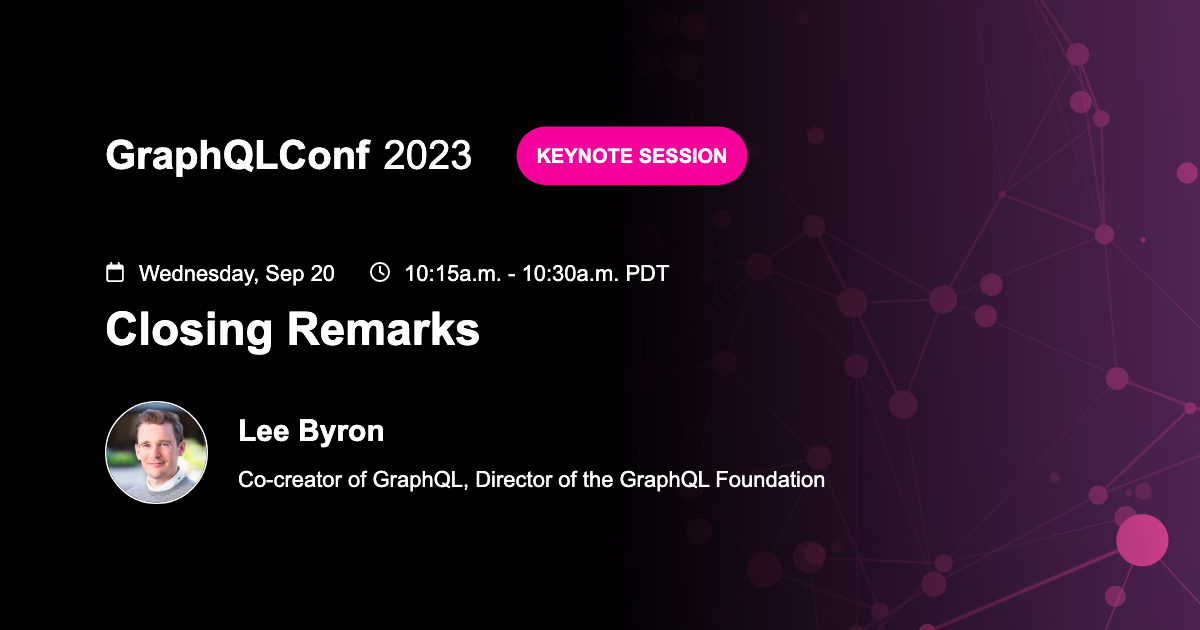 GraphQLConf 2023
KEYNOTE SESSION
Wednesday, Sep 20
10:15a.m. - 10:30a.m. PDT
Closing Remarks
Lee Byron
Co-creator of GraphQL, Director of the GraphQL Foundation